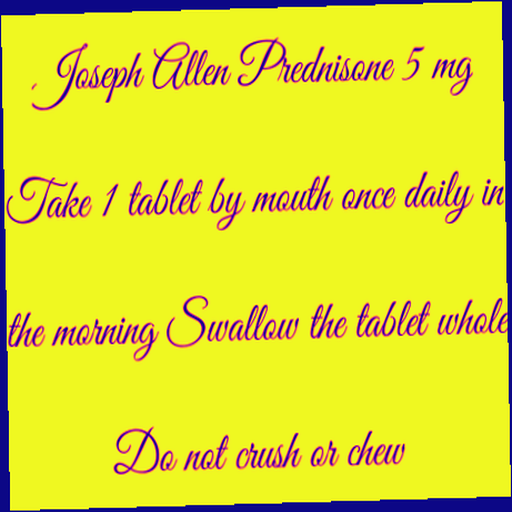 Joseph Allen Prednisone 5 mg
Take 1 tablet by mouth once daily in
the morning Swallow the tablet whole
Do not crush or chew